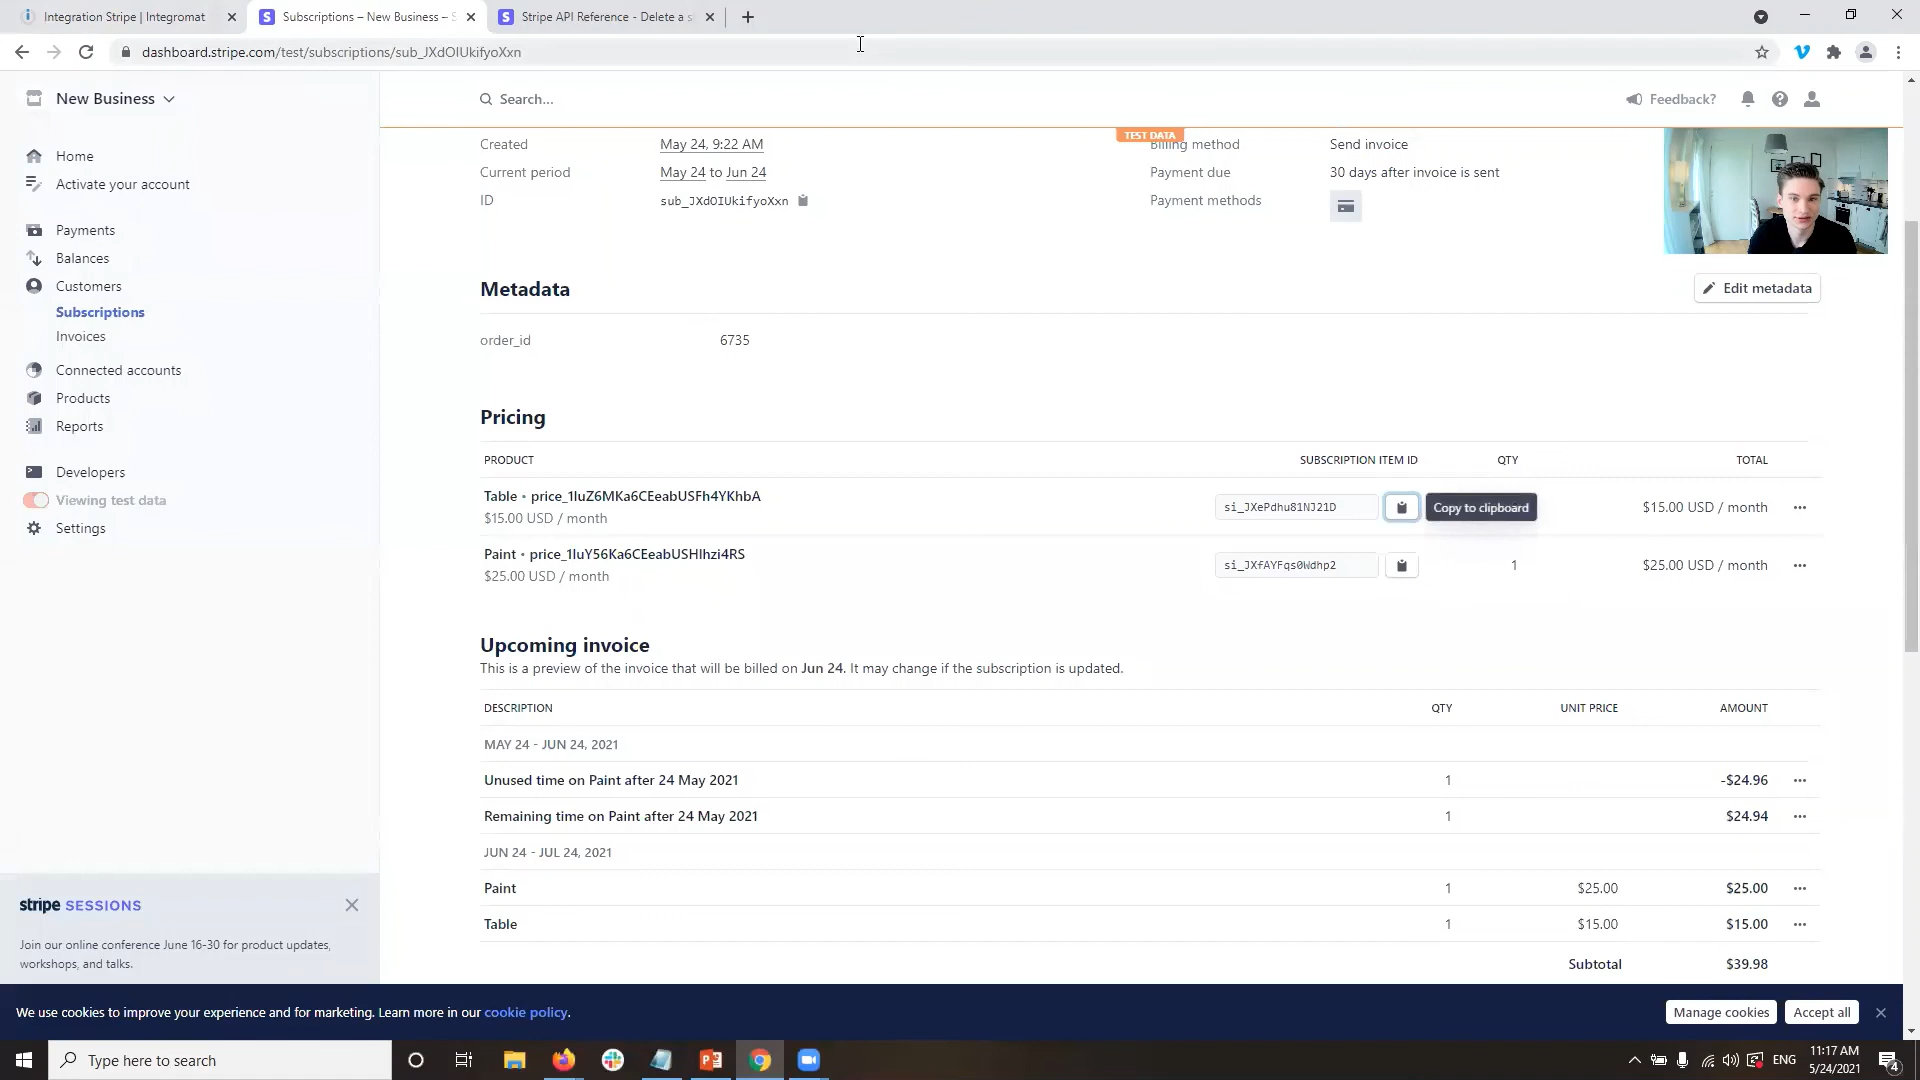 Integration Stripe | Integromat
Subscriptions – New Business – S
Stripe API Reference - Delete a s
dashboard.stripe.com/test/subscriptions/sub_JXdOIUkifyoXxn
New Business
Search...
Feedback?
Home
Activate your account
Payments
Balances
Customers
Subscriptions
Invoices
Connected accounts
Products
Reports
Developers
Viewing test data
Settings
stripe SESSIONS
Join our online conference June 16-30 for product updates,
workshops, and talks.
TEST DATA
Created May 24, 9:22 AM
Current period May 24 to Jun 24
ID sub_JXdOIUkifyoXxn
Billing method Send invoice
Payment due 30 days after invoice is sent
Payment methods
Metadata
Edit metadata
order_id 6735
Pricing
PRODUCT SUBSCRIPTION ITEM ID QTY TOTAL
Table • price_1IuZ6MKa6CEeabUSFh4YKhbA
$15.00 USD / month
si_JXePdhu81NJ21D Copy to clipboard $15.00 USD / month
Paint • price_1IuY56Ka6CEeabUSHIhzi4RS
$25.00 USD / month
si_JXfAYFqs0Wdhp2 1 $25.00 USD / month
Upcoming invoice
This is a preview of the invoice that will be billed on Jun 24. It may change if the subscription is updated.
DESCRIPTION QTY UNIT PRICE AMOUNT
MAY 24 - JUN 24, 2021
Unused time on Paint after 24 May 2021 1 -$24.96
Remaining time on Paint after 24 May 2021 1 $24.94
JUN 24 - JUL 24, 2021
Paint 1 $25.00 $25.00
Table 1 $15.00 $15.00
Subtotal $39.98
We use cookies to improve your experience and for marketing. Learn more in our cookie policy.
Manage cookies
Accept all
Type here to search
ENG
11:17 AM
5/24/2021
4